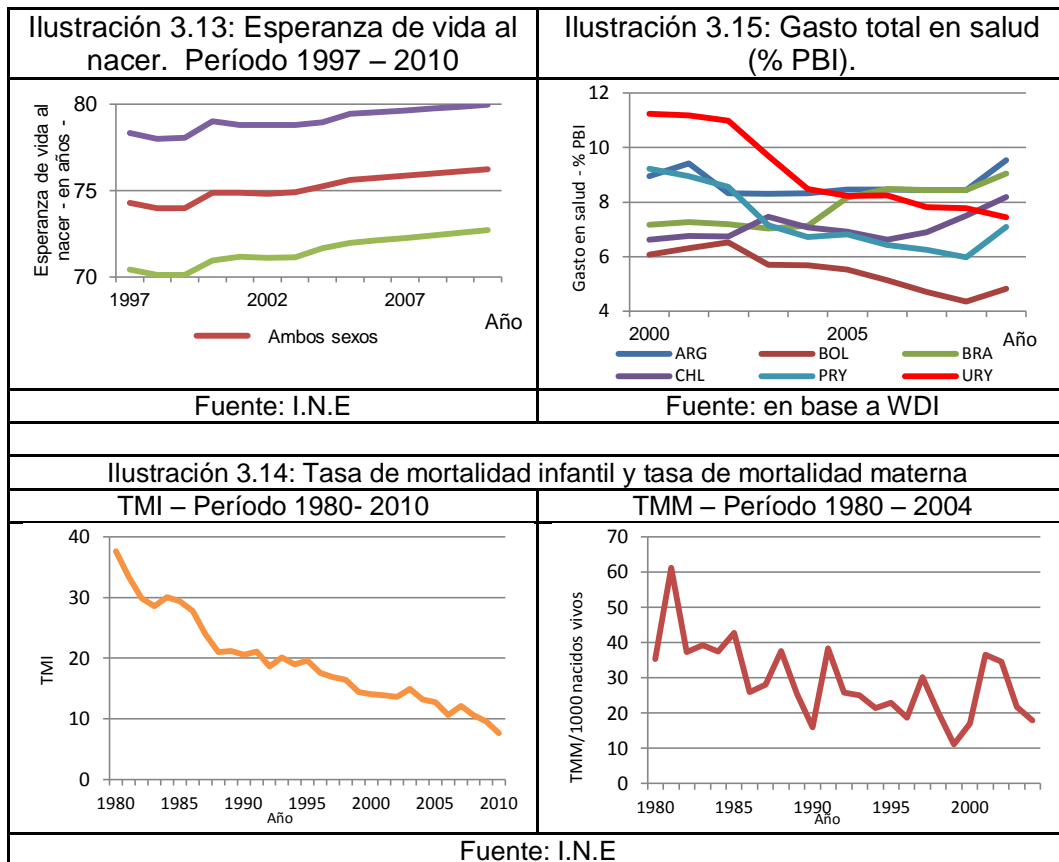 Ilustración 3.13: Esperanza de vida al
nacer.  Período 1997 – 2010
Esperanza de vida al
nacer - en años -
80
75
70
1997
2002
2007
Año
Ambos sexos
Fuente: I.N.E
Ilustración 3.15: Gasto total en salud
(% PBI).
Gasto en salud - % PBI
12
10
8
6
4
2000
2005
Año
ARG
BOL
BRA
CHL
PRY
URY
Fuente: en base a WDI
Ilustración 3.14: Tasa de mortalidad infantil y tasa de mortalidad materna
TMI – Período 1980- 2010
TMI
40
30
20
10
0
1980
1985
1990
1995
2000
2005
2010
Año
TMM – Período 1980 – 2004
TMM/1000 nacidos vivos
70
60
50
40
30
20
10
0
1980
1985
1990
1995
2000
Año
Fuente: I.N.E